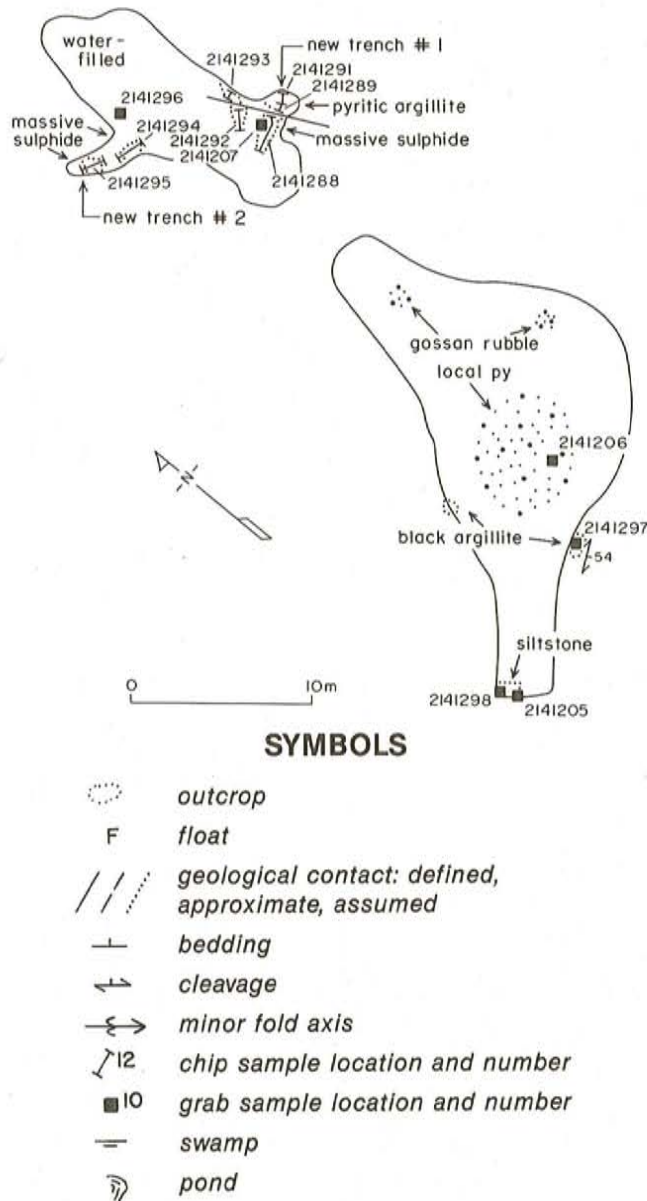 water-
filled
2141293
new trench # 1
2141291
2141289
pyritic argillite
massive sulphide
2141296
massive
sulphide
2141294
2141292
2141207
2141288
2141295
new trench # 2
gossan rubble
local py
2141206
N
black argillite
2141297
54
siltstone
0 10m
2141298
2141205
SYMBOLS
outcrop
F float
geological contact: defined,
approximate, assumed
bedding
cleavage
minor fold axis
12 chip sample location and number
10 grab sample location and number
swamp
pond